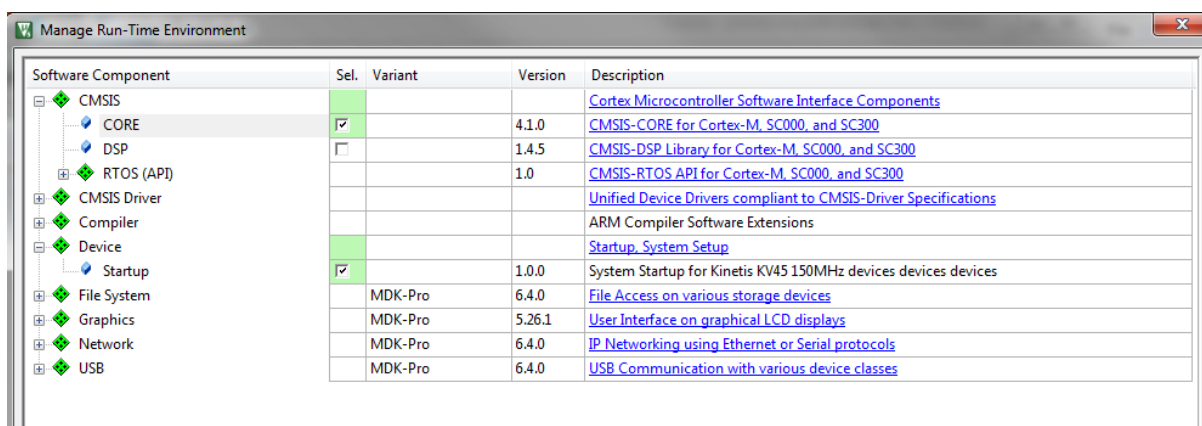 Manage Run-Time Environment
Software Component Sel. Variant Version Description
CMSIS Cortex Microcontroller Software Interface Components
CORE 4.1.0 CMSIS-CORE for Cortex-M, SC000, and SC300
DSP 1.4.5 CMSIS-DSP Library for Cortex-M, SC000, and SC300
RTOS (API) 1.0 CMSIS-RTOS API for Cortex-M, SC000, and SC300
CMSIS Driver Unified Device Drivers compliant to CMSIS-Driver Specifications
Compiler ARM Compiler Software Extensions
Device Startup, System Setup
Startup 1.0.0 System Startup for Kinetis KV45 150MHz devices devices devices
File System MDK-Pro 6.4.0 File Access on various storage devices
Graphics MDK-Pro 5.26.1 User Interface on graphical LCD displays
Network MDK-Pro 6.4.0 IP Networking using Ethernet or Serial protocols
USB MDK-Pro 6.4.0 USB Communication with various device classes